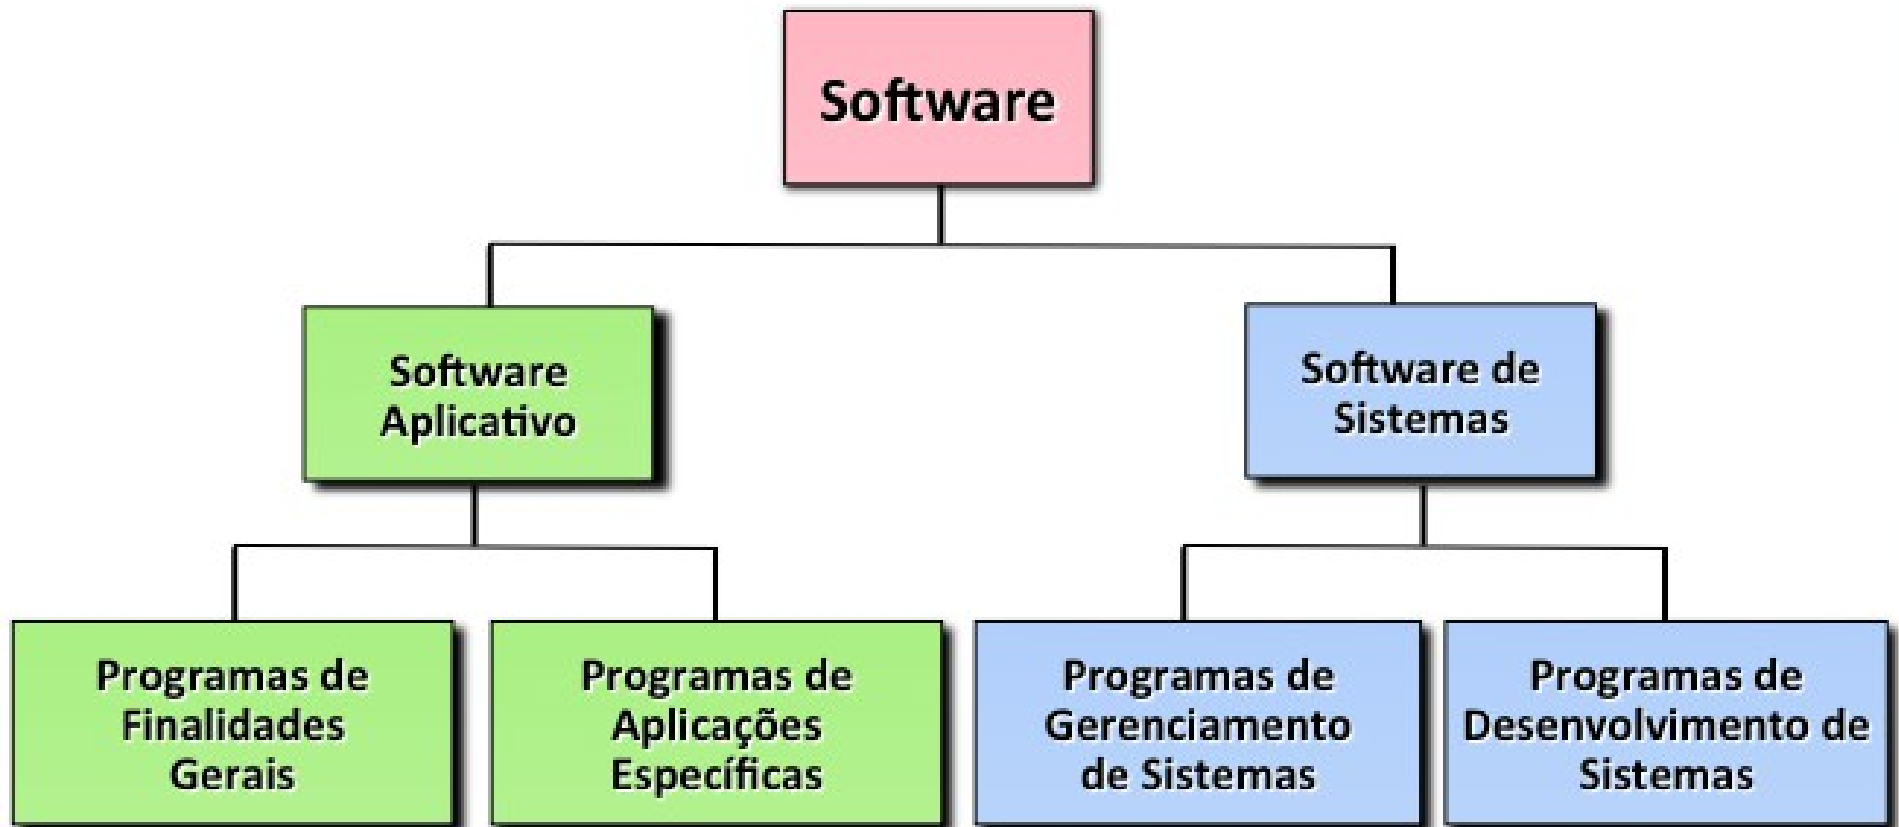 Software
Software
Aplicativo
Software de
Sistemas
Programas de
Finalidades
Gerais
Programas de
Aplicações
Específicas
Programas de
Gerenciamento
de Sistemas
Programas de
Desenvolvimento de
Sistemas